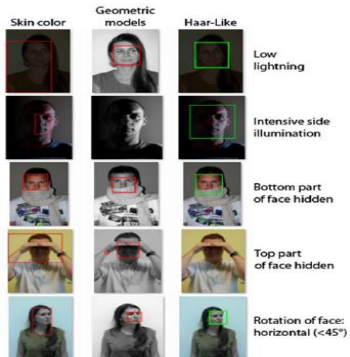 Skin color
Geometric
models
Haar-Like
Low
lightning
Intensive side
illumination
Bottom part
of face hidden
Top part
of face hidden
Rotation of face:
horizontal (<45°)